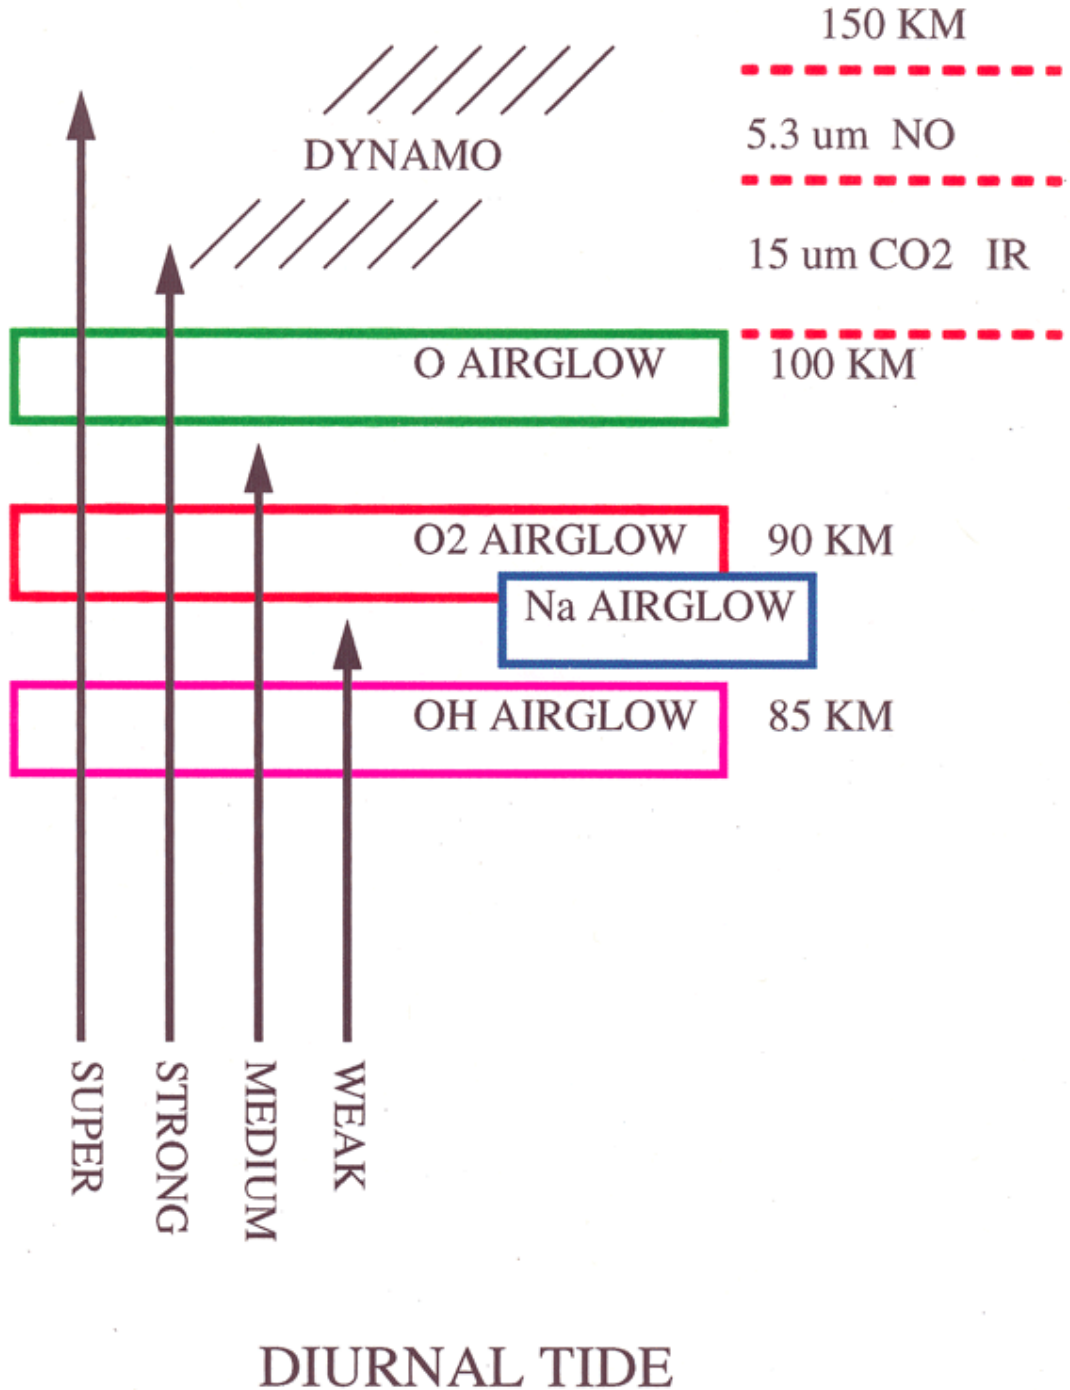 150 KM
5.3 um NO
DYNAMO
15 um CO2 IR
O AIRGLOW
100 KM
O2 AIRGLOW
90 KM
Na AIRGLOW
OH AIRGLOW
85 KM
SUPER
STRONG
MEDIUM
WEAK
DIURNAL TIDE